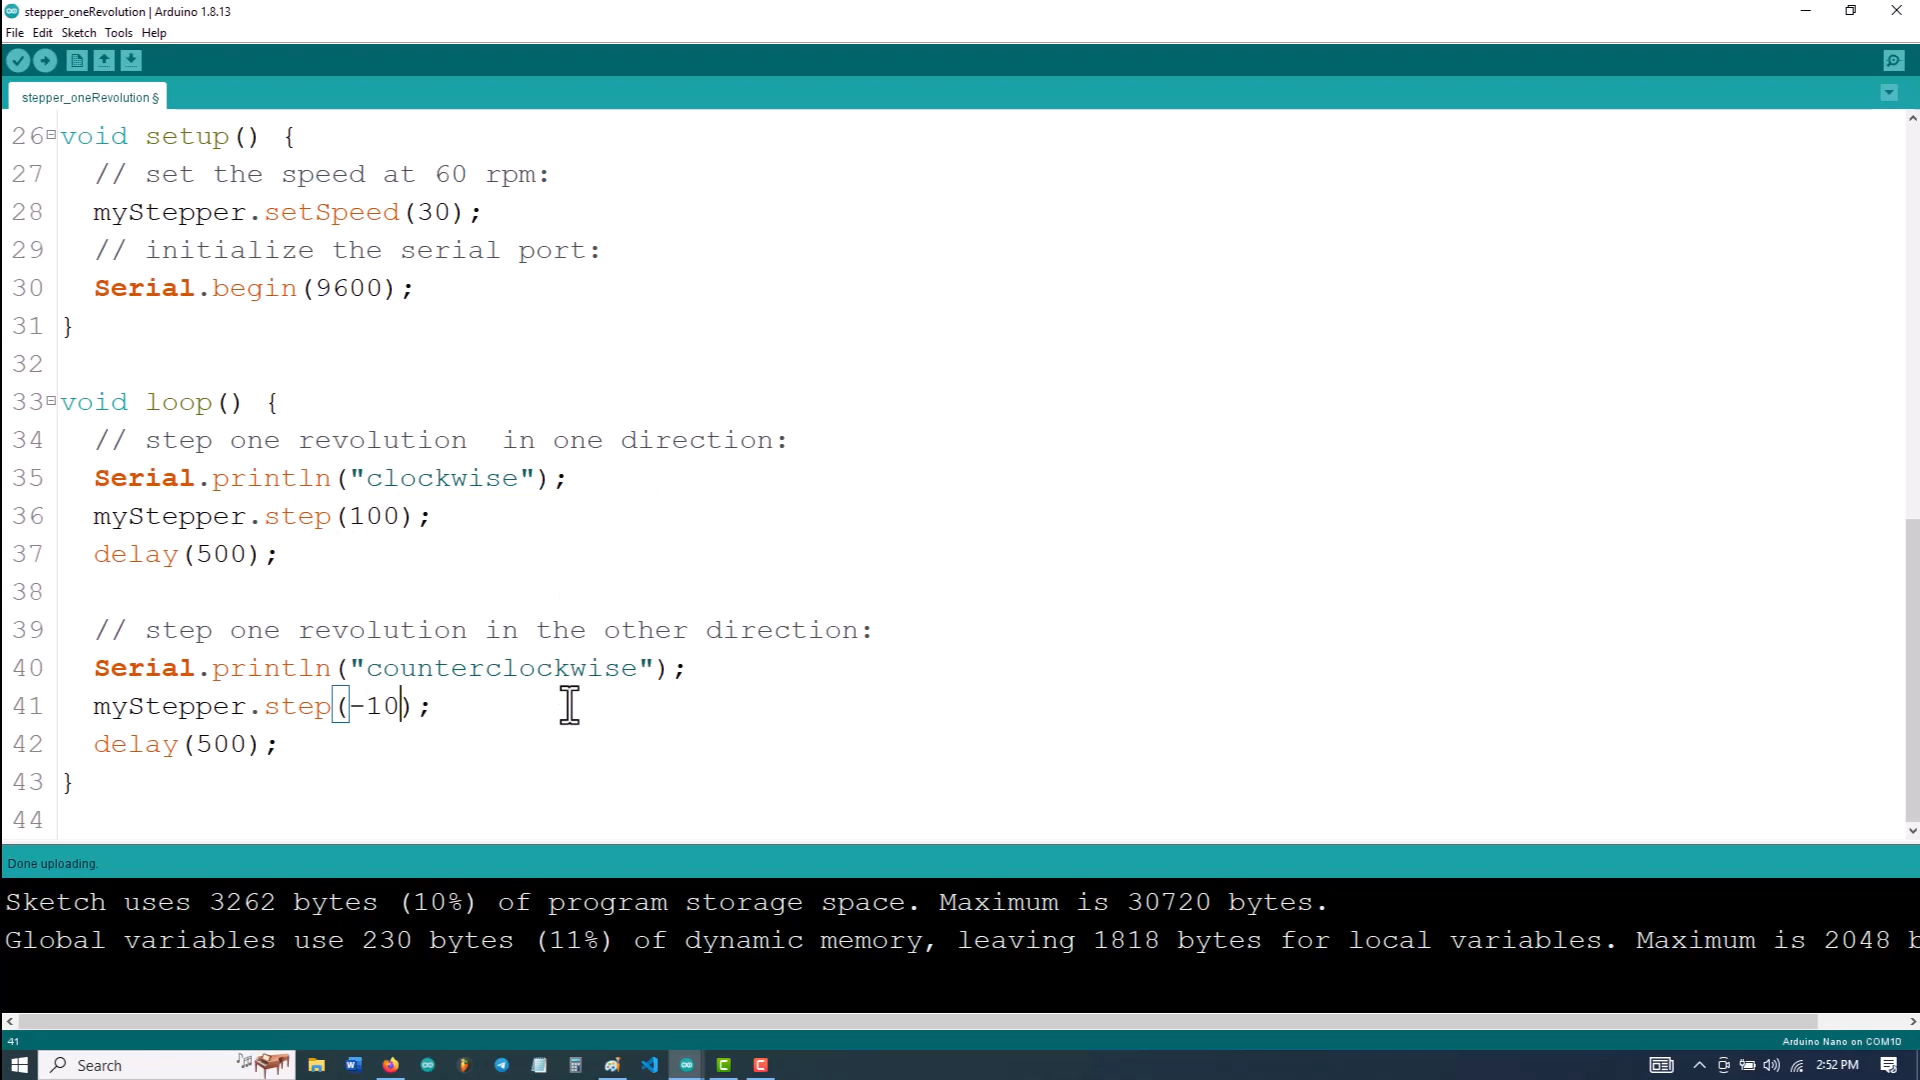 stepper_oneRevolution | Arduino 1.8.13
File Edit Sketch Tools Help
stepper_oneRevolution §
26 void setup() {
27 // set the speed at 60 rpm:
28 myStepper.setSpeed(30);
29 // initialize the serial port:
30 Serial.begin(9600);
31 }
32
33 void loop() {
34 // step one revolution  in one direction:
35 Serial.println("clockwise");
36 myStepper.step(100);
37 delay(500);
38
39 // step one revolution in the other direction:
40 Serial.println("counterclockwise");
41 myStepper.step(-10);
42 delay(500);
43 }
44
Done uploading.
Sketch uses 3262 bytes (10%) of program storage space. Maximum is 30720 bytes.
Global variables use 230 bytes (11%) of dynamic memory, leaving 1818 bytes for local variables. Maximum is 2048 b
41
Arduino Nano on COM10
Search
2:52 PM